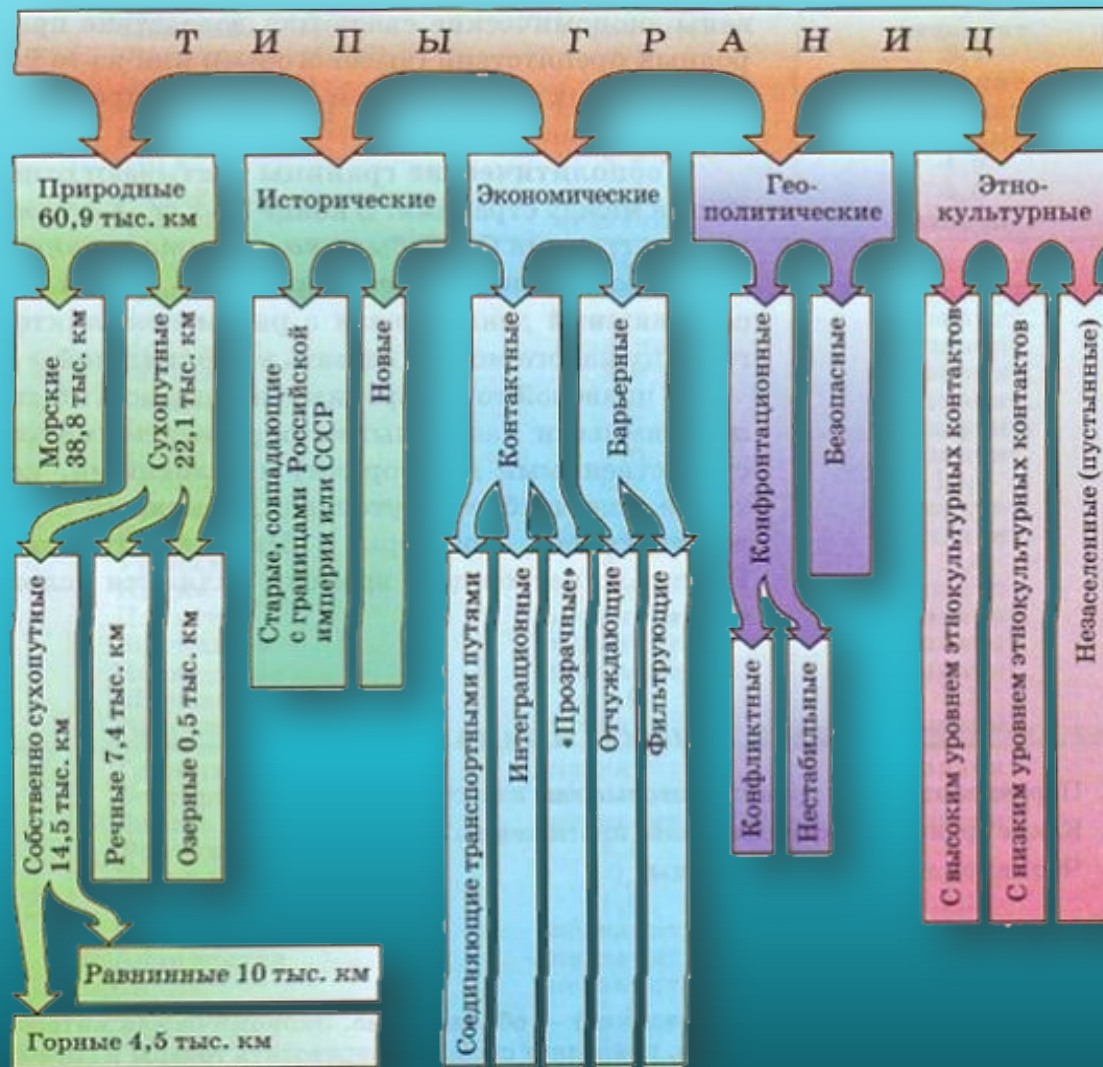 ТИПЫ ГРАНИЦ
Природные
60,9 тыс. км
Исторические
Экономические
Гео-
политические
Этно-
культурные
Морские
38,8 тыс. км
Сухопутные
22,1 тыс. км
Старые, совпадающие
с границами Российской
империи или СССР
Новые
Контактные
Барьерные
Конфронтационные
Безопасные
С высоким уровнем этнокультурных контактов
С низким уровнем этнокультурных контактов
Незаселенные (пустынные)
Собственно сухопутные
14,5 тыс. км
Речные 7,4 тыс. км
Озерные 0,5 тыс. км
Соединяющие транспортными путями
Интеграционные
«Прозрачные»
Отчуждающие
Фильтрующие
Конфликтные
Нестабильные
Равнинные 10 тыс. км
Горные 4,5 тыс. км